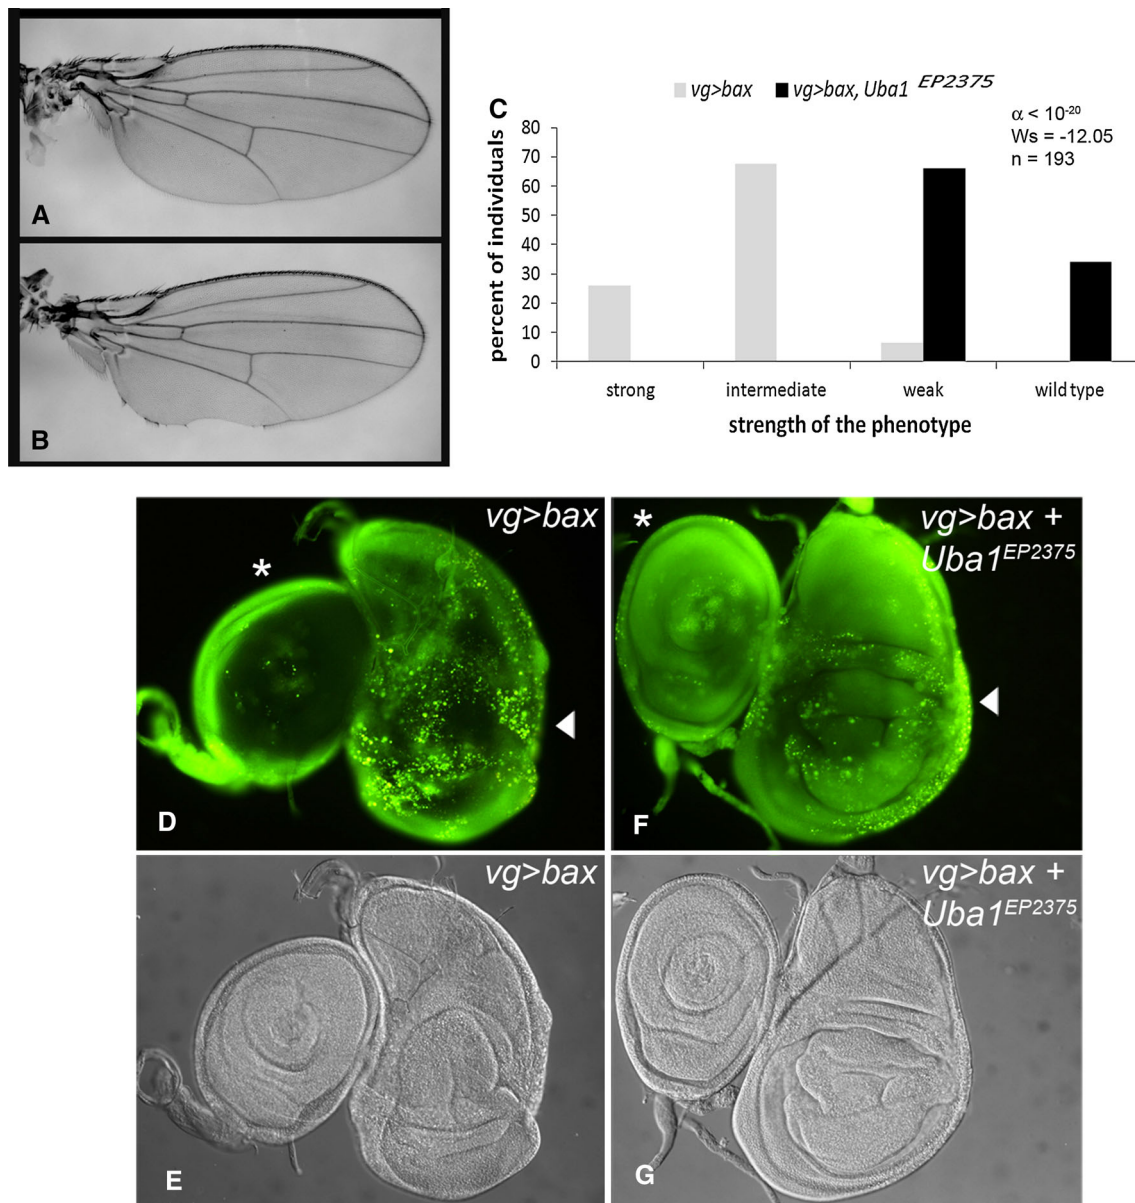 A
B
C
vg>bax
vg>bax, Uba1 EP2375
α < 10-20
Ws = -12.05
n = 193
percent of individuals
80
70
60
50
40
30
20
10
0
strong
intermediate
weak
wild type
strength of the phenotype
*
vg>bax
D
*
vg>bax +
Uba1EP2375
F
vg>bax
E
vg>bax +
Uba1EP2375
G